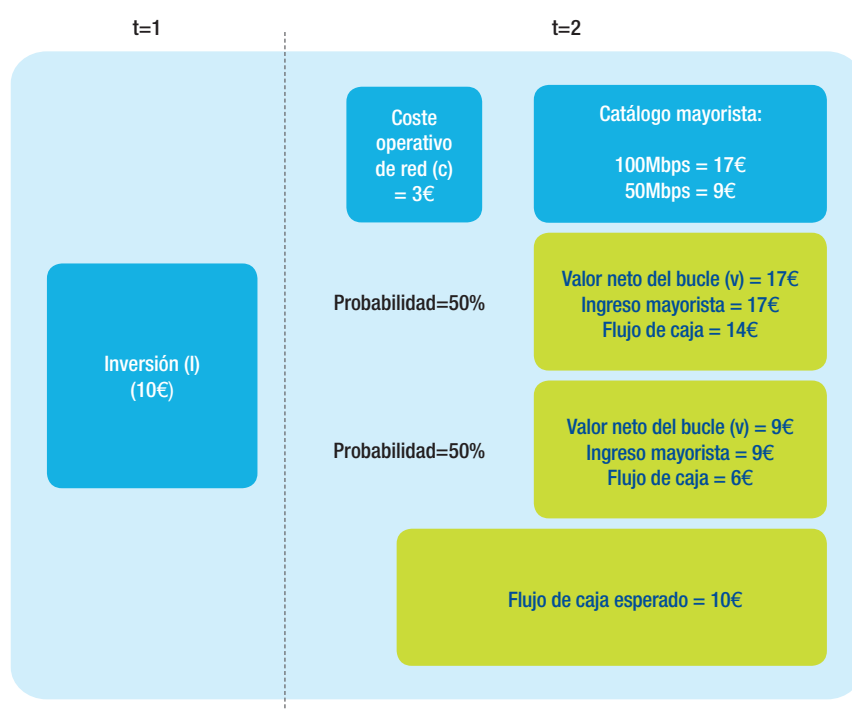 t=1
t=2
Coste
operativo
de red (c)
= 3€
Catálogo mayorista:
100Mbps = 17€
50Mbps = 9€
Inversión (I)
(10€)
Probabilidad=50%
Valor neto del bucle (v) = 17€
Ingreso mayorista = 17€
Flujo de caja = 14€
Probabilidad=50%
Valor neto del bucle (v) = 9€
Ingreso mayorista = 9€
Flujo de caja = 6€
Flujo de caja esperado = 10€